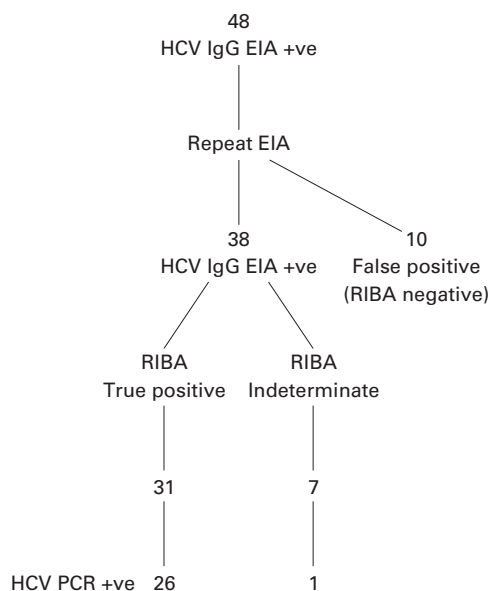 48
HCV IgG EIA +ve
Repeat EIA
38
HCV IgG EIA +ve
10
False positive
(RIBA negative)
RIBA
True positive
RIBA
Indeterminate
31
7
HCV PCR +ve 26
1